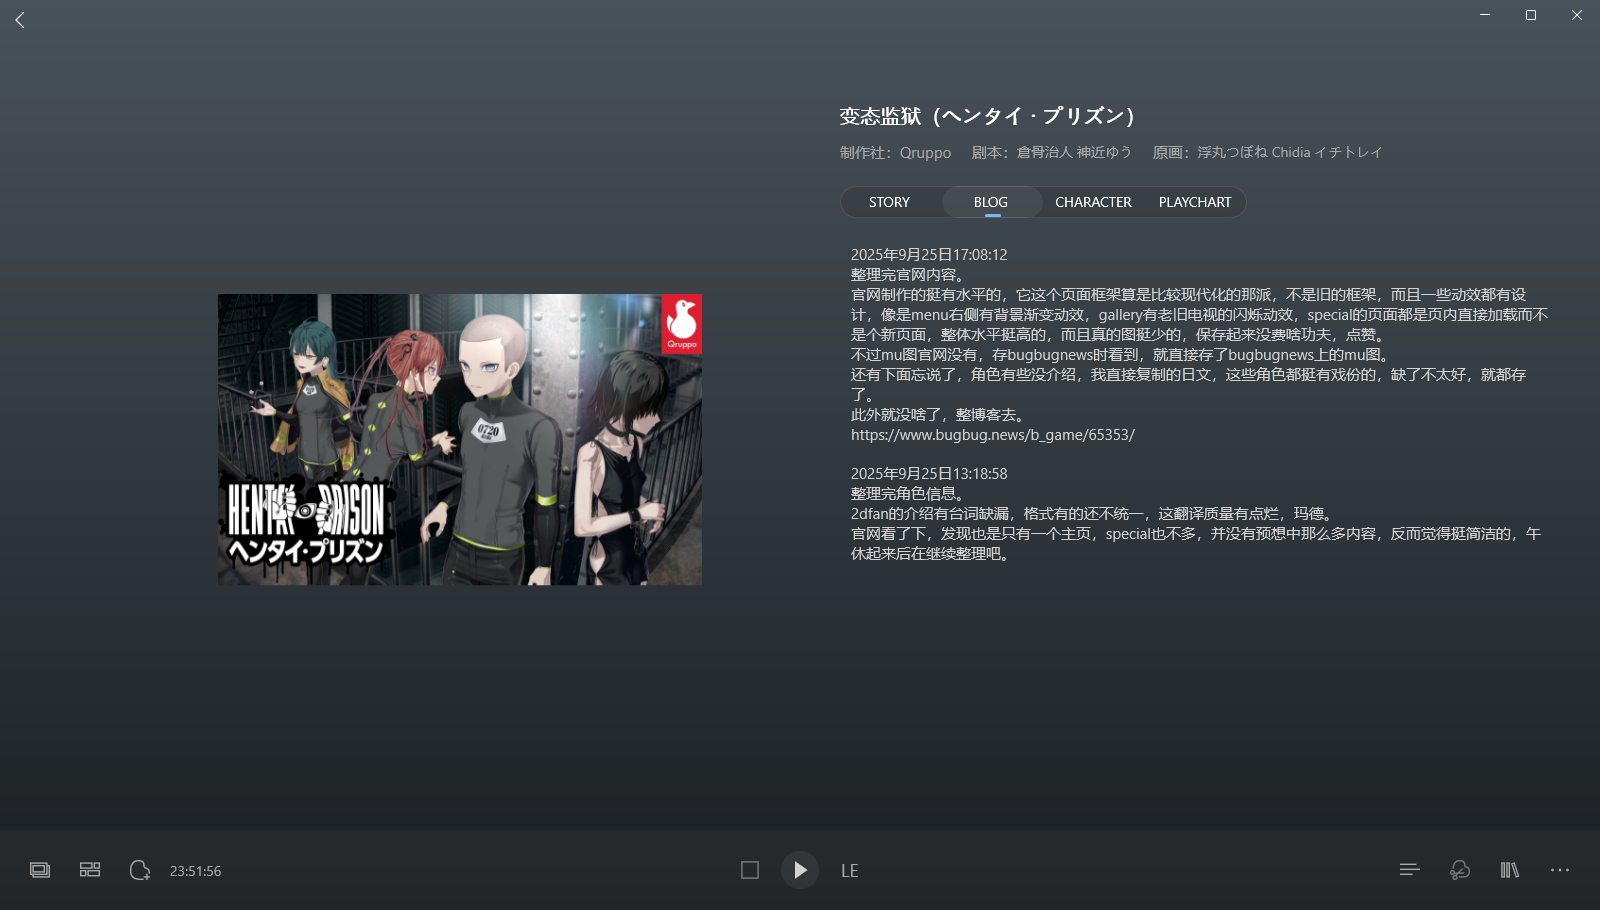 变态监狱（ヘンタイ・プリズン）
制作社：Qruppo 剧本：倉骨治人 神近ゆう 原画：浮丸つぼね Chidia イチトレイ
STORY BLOG CHARACTER PLAYCHART
2025年9月25日17:08:12
整理完官网内容。
官网制作的挺有水平的，它这个页面框架算是比较现代化的那派，不是旧的框架，而且一些动效都有设
计，像是menu右侧有背景渐变动效，gallery有老旧电视的闪烁动效，special的页面都是页内直接加载而不
是个新页面，整体水平挺高的，而且真的图挺少的，保存起来没费啥功夫，点赞。
不过mu图官网没有，存bugbugnews时看到，就直接存了bugbugnews上的mu图。
还有下面忘说了，角色有些没介绍，我直接复制的日文，这些角色都挺有戏份的，缺了不太好，就都存
了。
此外就没啥了，整博客去。
https://www.bugbug.news/b_game/65353/
2025年9月25日13:18:58
整理完角色信息。
2dfan的介绍有台词缺漏，格式有的还不统一，这翻译质量有点烂，玛德。
官网看了下，发现也是只有一个主页，special也不多，并没有预想中那么多内容，反而觉得挺简洁的，午
休起来后在继续整理吧。
Qruppo
0720
HENTAI PRISON
ヘンタイ・プリズン
23:51:56
LE